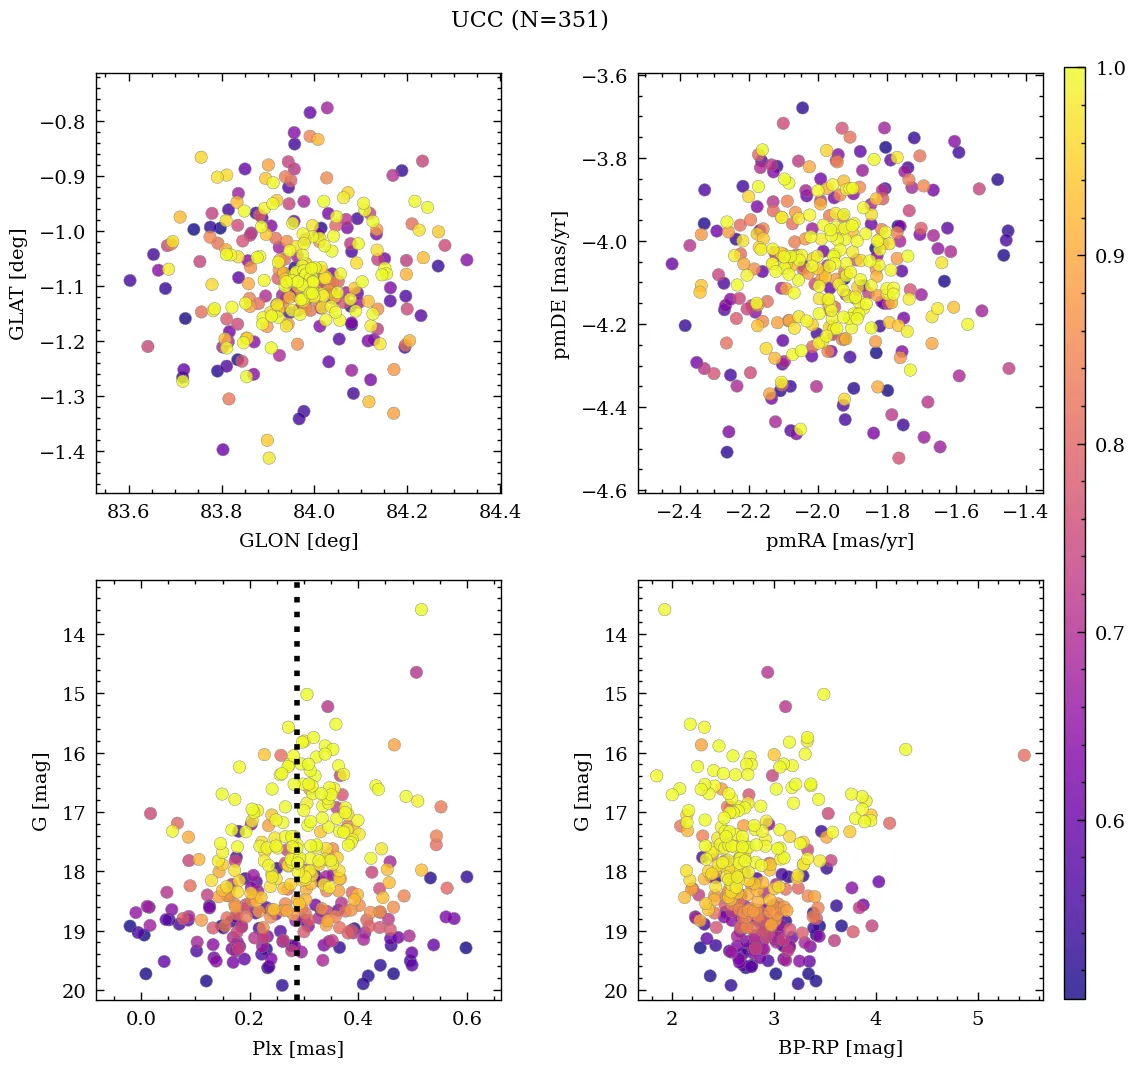 UCC (N=351)
−0.8
−0.9
−1.0
−1.1
−1.2
−1.3
−1.4
GLAT [deg]
83.6 83.8 84.0 84.2 84.4
GLON [deg]
−3.6
−3.8
−4.0
−4.2
−4.4
−4.6
pmDE [mas/yr]
−2.4 −2.2 −2.0 −1.8 −1.6 −1.4
pmRA [mas/yr]
1.0
0.9
0.8
0.7
0.6
14
15
16
17
18
19
20
G [mag]
0.0 0.2 0.4 0.6
Plx [mas]
14
15
16
17
18
19
20
G [mag]
2 3 4 5
BP-RP [mag]